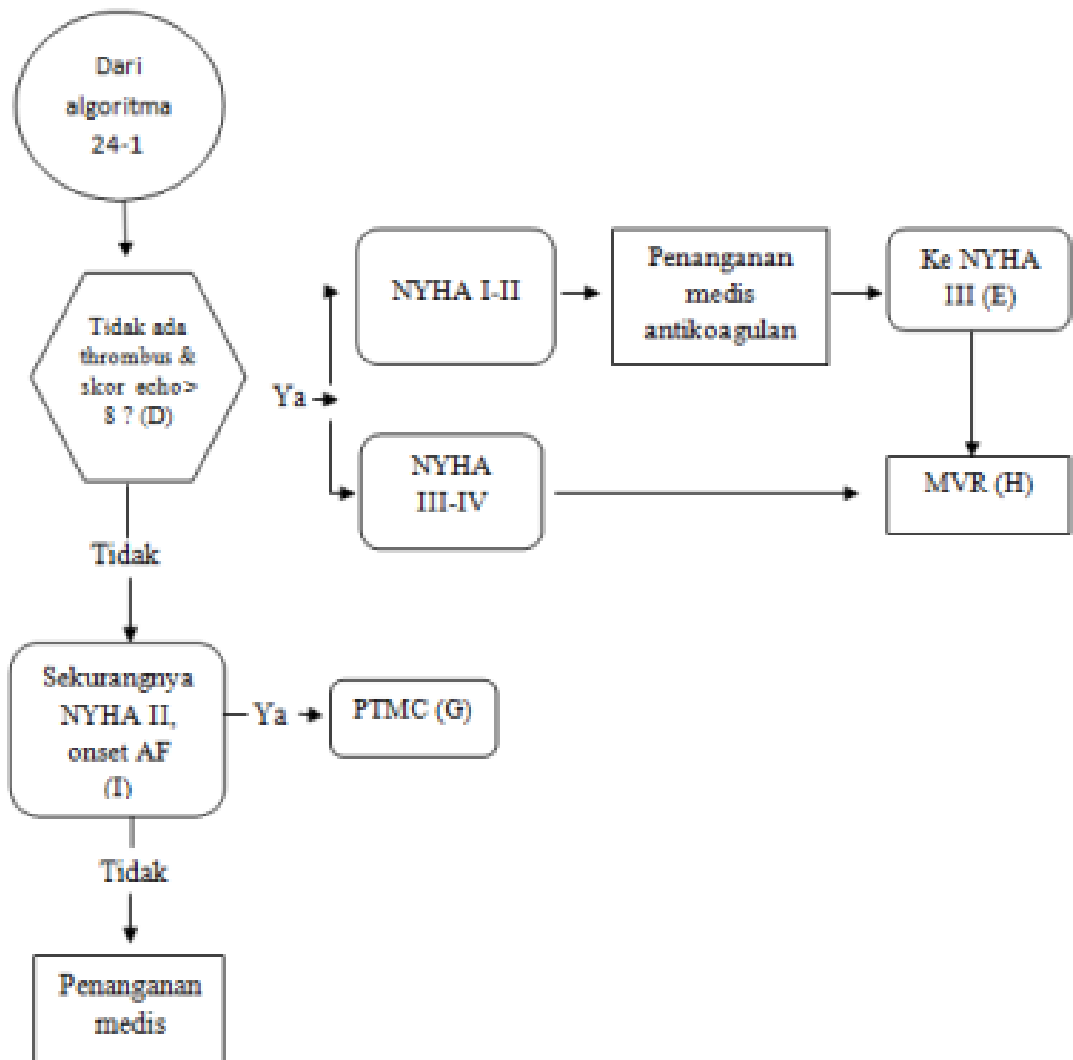 Dari
algoritma
24-1
Tidak ada
thrombus &
skor echo>
8 ? (D)
Ya
NYHA I-II
Penanganan
medis
antikoagulan
Ke NYHA
III (E)
NYHA
III-IV
MVR (H)
Tidak
Sekurangnya
NYHA II,
onset AF
(I)
Ya
PTMC (G)
Tidak
Penanganan
medis